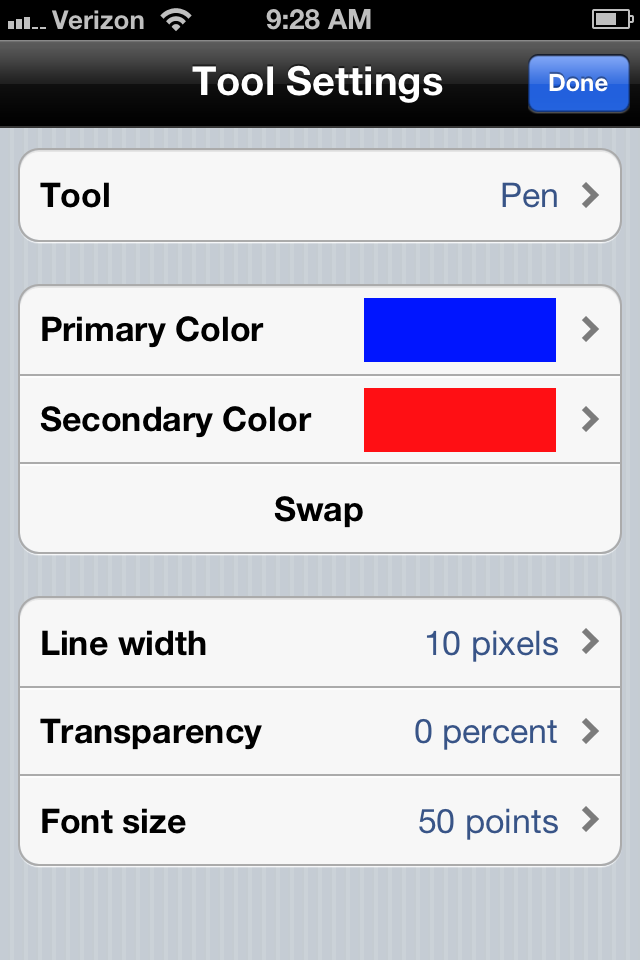 Verizon 9:28 AM
Tool Settings Done
Tool Pen
Primary Color
Secondary Color
Swap
Line width 10 pixels
Transparency 0 percent
Font size 50 points